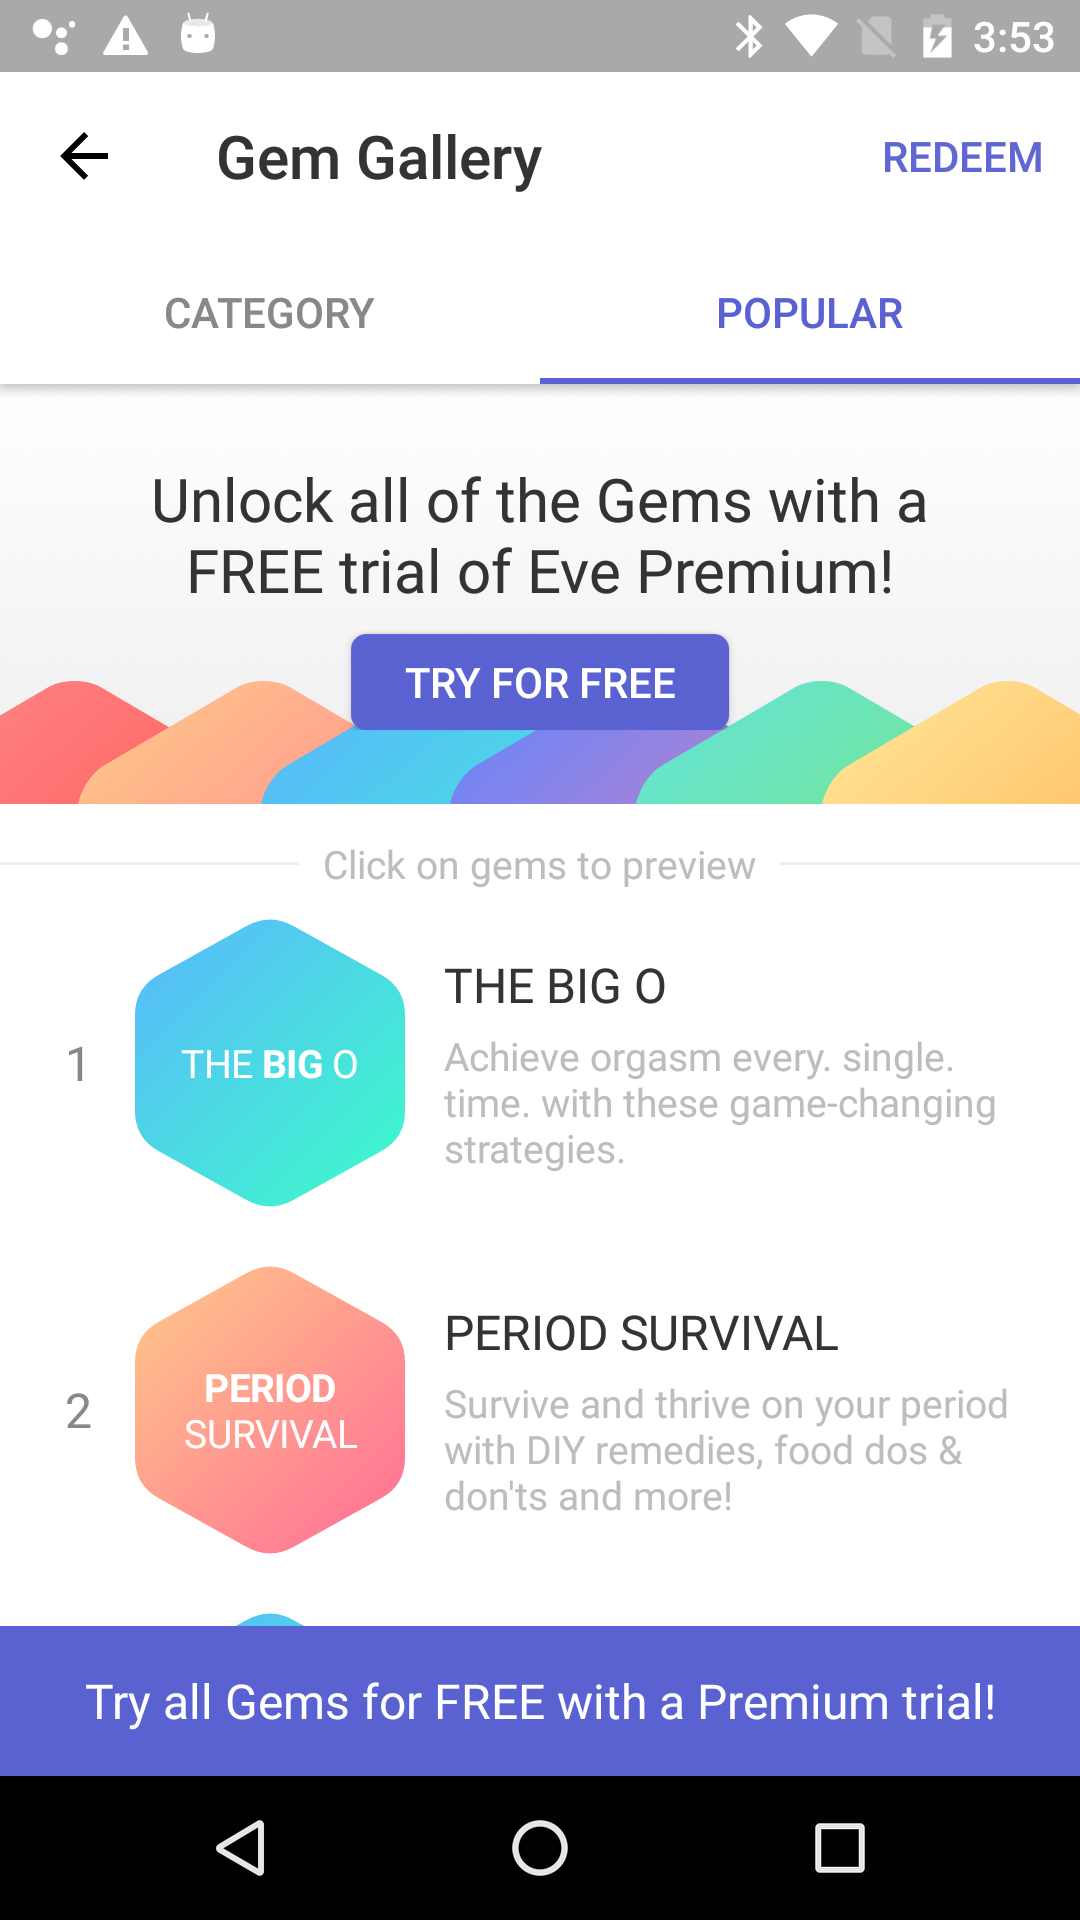 3:53
Gem Gallery
REDEEM
CATEGORY
POPULAR
Unlock all of the Gems with a
FREE trial of Eve Premium!
TRY FOR FREE
Click on gems to preview
1
THE BIG O
THE BIG O
Achieve orgasm every. single.
time. with these game-changing
strategies.
2
PERIOD
SURVIVAL
PERIOD SURVIVAL
Survive and thrive on your period
with DIY remedies, food dos &
don'ts and more!
Try all Gems for FREE with a Premium trial!